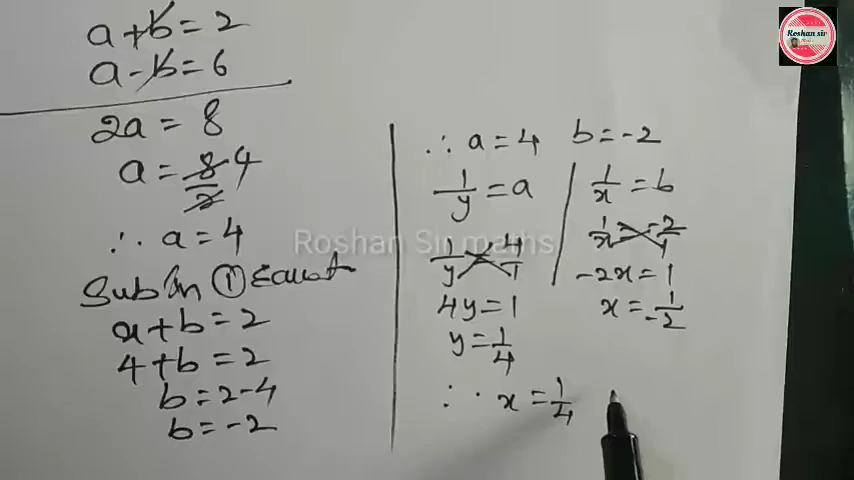 a+b=2
a-b=6
2a = 8
a = 8/2 4
∴ a = 4
Sub in ① Equat
a+b=2
4+b=2
b=2-4
b=-2
∴ a=4 b=-2
1/y = a
1/y = 4/1
4y=1
y=1/4
1/x = b
1/x = -2/1
-2x=1
x=1/-2
∴ x=1/4
Roshan Sir maths
Roshan sir